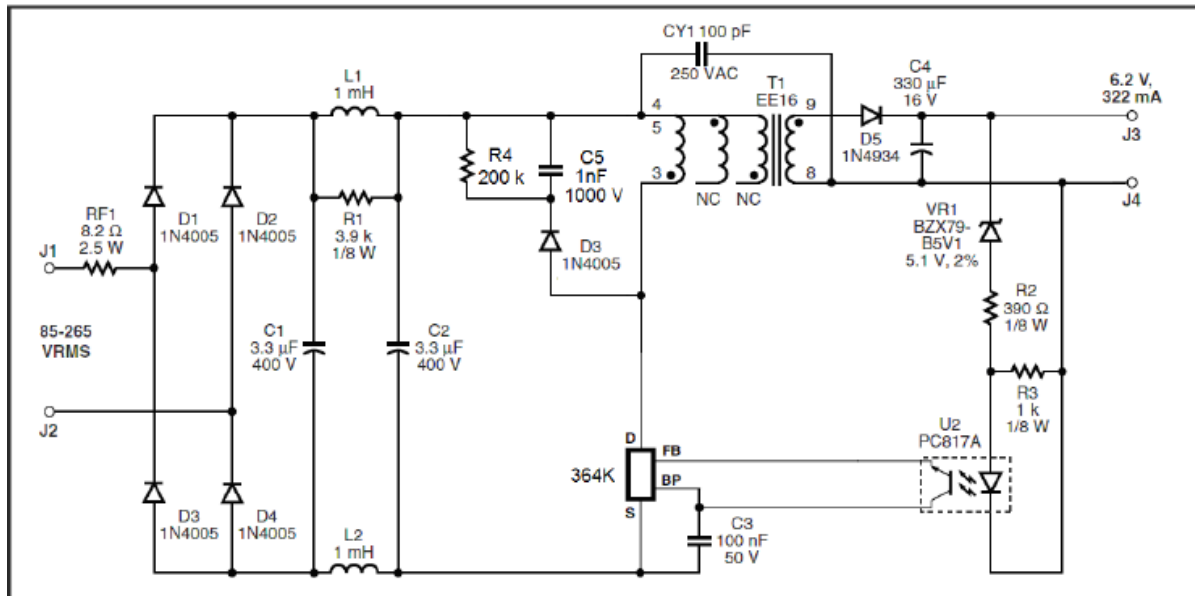 CY1 100 pF
250 VAC
L1
1 mH
T1
EE16
C4
330 µF
16 V
6.2 V,
322 mA
4
5
3
9
8
D5
1N4934
J3
J4
NC
NC
R4
200 k
C5
1nF
1000 V
RF1
8.2 Ω
2.5 W
D1
1N4005
D2
1N4005
R1
3.9 k
1/8 W
D3
1N4005
VR1
BZX79-
B5V1
5.1 V, 2%
J1
R2
390 Ω
1/8 W
85-265
VRMS
C1
3.3 µF
400 V
C2
3.3 µF
400 V
R3
1 k
1/8 W
J2
U2
PC817A
D
FB
364K
BP
S
D3
1N4005
D4
1N4005
L2
1 mH
C3
100 nF
50 V